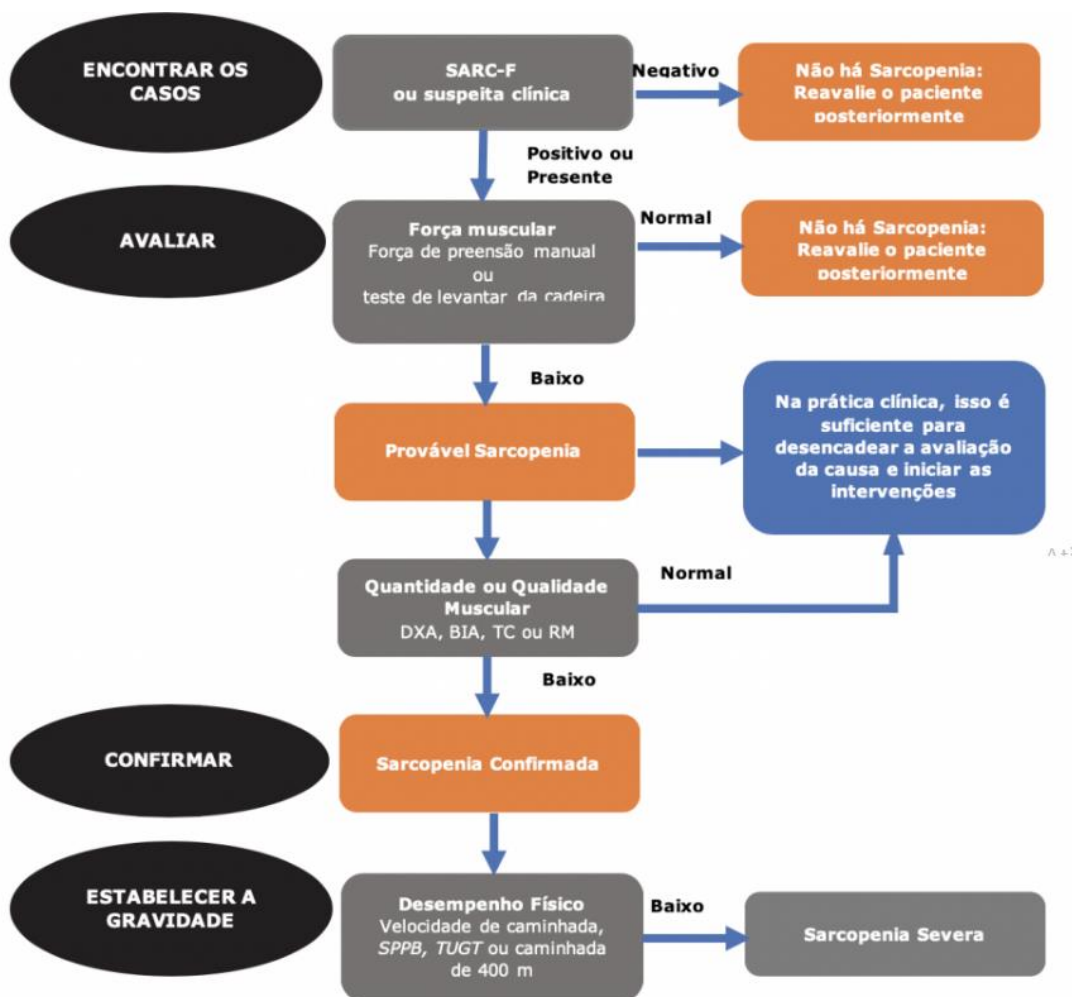 ENCONTRAR OS
CASOS
SARC-F
ou suspeita clínica
Negativo
Não há Sarcopenia:
Reavalie o paciente
posteriormente
Positivo ou
Presente
AVALIAR
Força muscular
Força de preensão manual
ou
teste de levantar da cadeira
Normal
Não há Sarcopenia:
Reavalie o paciente
posteriormente
Baixo
Provável Sarcopenia
Na prática clínica, isso é
suficiente para
desencadear a avaliação
da causa e iniciar as
intervenções
Quantidade ou Qualidade
Muscular
DXA, BIA, TC ou RM
Normal
Baixo
CONFIRMAR
Sarcopenia Confirmada
ESTABELECER A
GRAVIDADE
Desempenho Físico
Velocidade de caminhada,
SPPB, TUGT ou caminhada
de 400 m
Baixo
Sarcopenia Severa